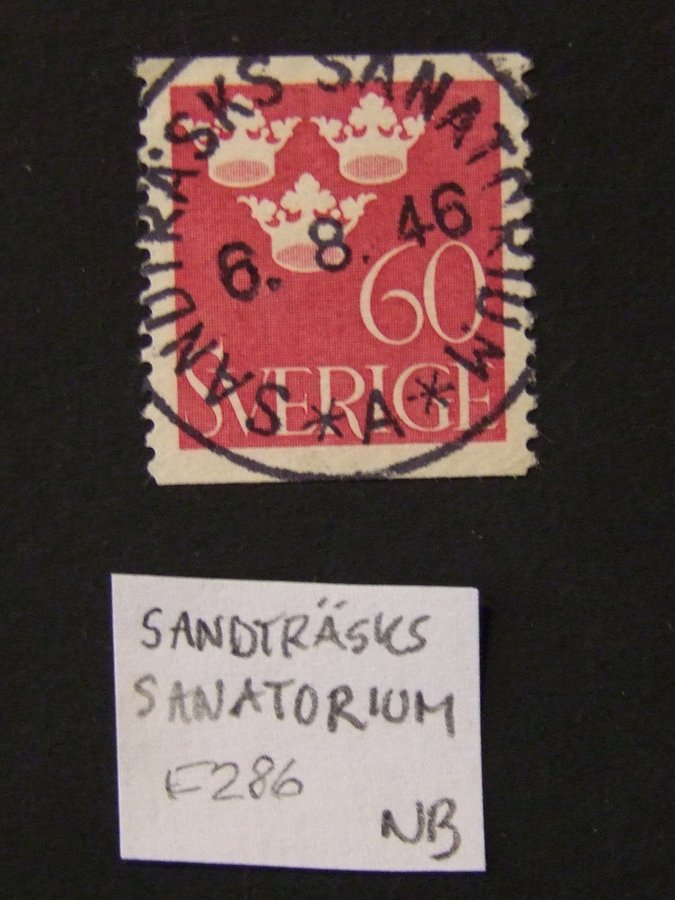 SANDTRÄSKS SANATORIUM
6. 8. 46
60
SVERIGE
* A *
SANDTRÄSKS
SANATORIUM
F286
NB